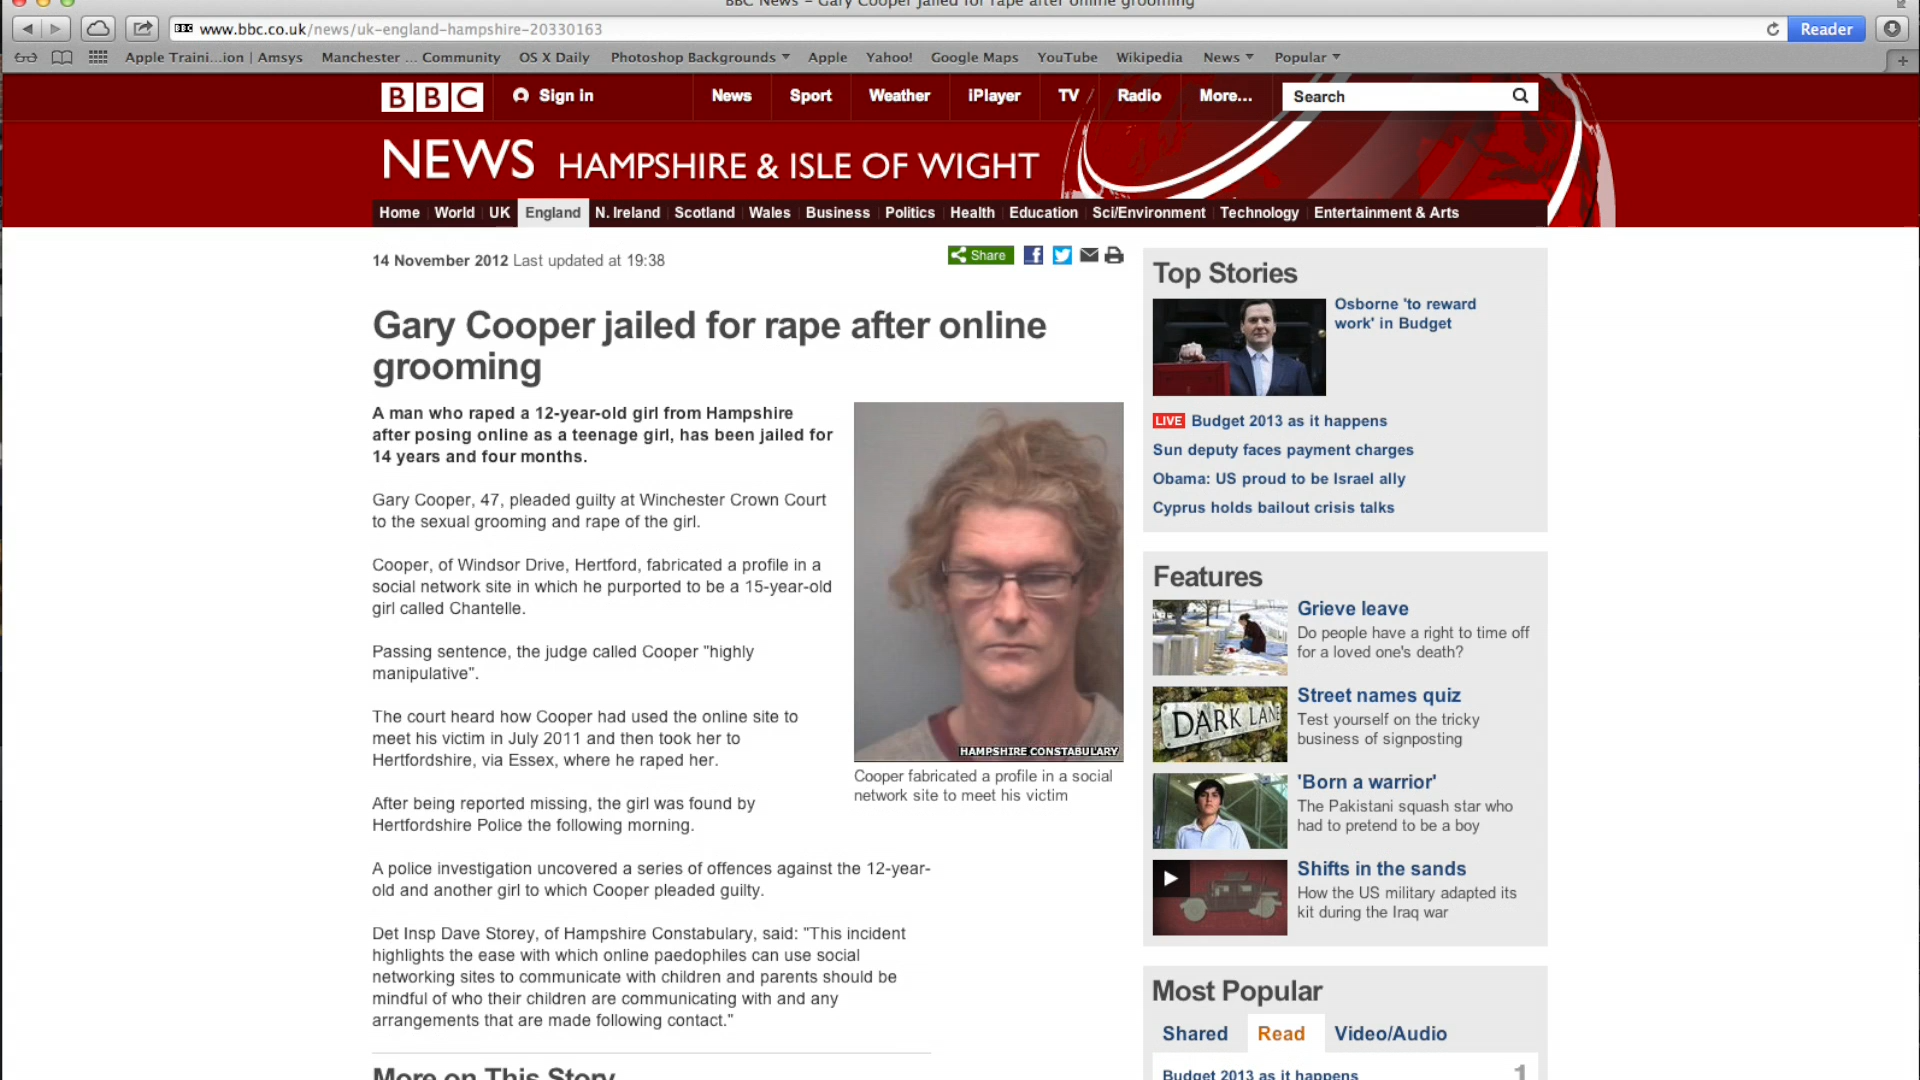 BBC News – Gary Cooper jailed for rape after online grooming
BBC www.bbc.co.uk/news/uk-england-hampshire-20330163
Reader
Apple Traini...ion | Amsys Manchester ... Community OS X Daily Photoshop Backgrounds Apple Yahoo! Google Maps YouTube Wikipedia News Popular
BBC Sign in News Sport Weather iPlayer TV Radio More... Search
NEWS HAMPSHIRE & ISLE OF WIGHT
Home World UK England N. Ireland Scotland Wales Business Politics Health Education Sci/Environment Technology Entertainment & Arts
14 November 2012 Last updated at 19:38
Share
Gary Cooper jailed for rape after online
grooming
A man who raped a 12-year-old girl from Hampshire
after posing online as a teenage girl, has been jailed for
14 years and four months.
Gary Cooper, 47, pleaded guilty at Winchester Crown Court
to the sexual grooming and rape of the girl.
Cooper, of Windsor Drive, Hertford, fabricated a profile in a
social network site in which he purported to be a 15-year-old
girl called Chantelle.
Passing sentence, the judge called Cooper "highly
manipulative".
The court heard how Cooper had used the online site to
meet his victim in July 2011 and then took her to
Hertfordshire, via Essex, where he raped her.
After being reported missing, the girl was found by
Hertfordshire Police the following morning.
A police investigation uncovered a series of offences against the 12-year-
old and another girl to which Cooper pleaded guilty.
Det Insp Dave Storey, of Hampshire Constabulary, said: "This incident
highlights the ease with which online paedophiles can use social
networking sites to communicate with children and parents should be
mindful of who their children are communicating with and any
arrangements that are made following contact."
More on This Story
HAMPSHIRE CONSTABULARY
Cooper fabricated a profile in a social
network site to meet his victim
Top Stories
Osborne 'to reward
work' in Budget
LIVE Budget 2013 as it happens
Sun deputy faces payment charges
Obama: US proud to be Israel ally
Cyprus holds bailout crisis talks
Features
Grieve leave
Do people have a right to time off
for a loved one's death?
DARK LANE
Street names quiz
Test yourself on the tricky
business of signposting
'Born a warrior'
The Pakistani squash star who
had to pretend to be a boy
Shifts in the sands
How the US military adapted its
kit during the Iraq war
Most Popular
Shared Read Video/Audio
Budget 2013 as it happens 1